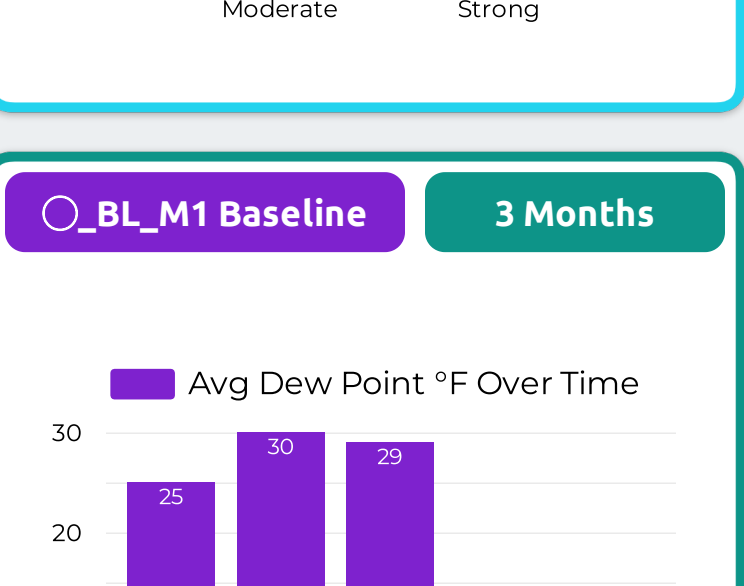 Moderate Strong
◯_BL_M1 Baseline 3 Months
Avg Dew Point °F Over Time
30
30
29
25
20